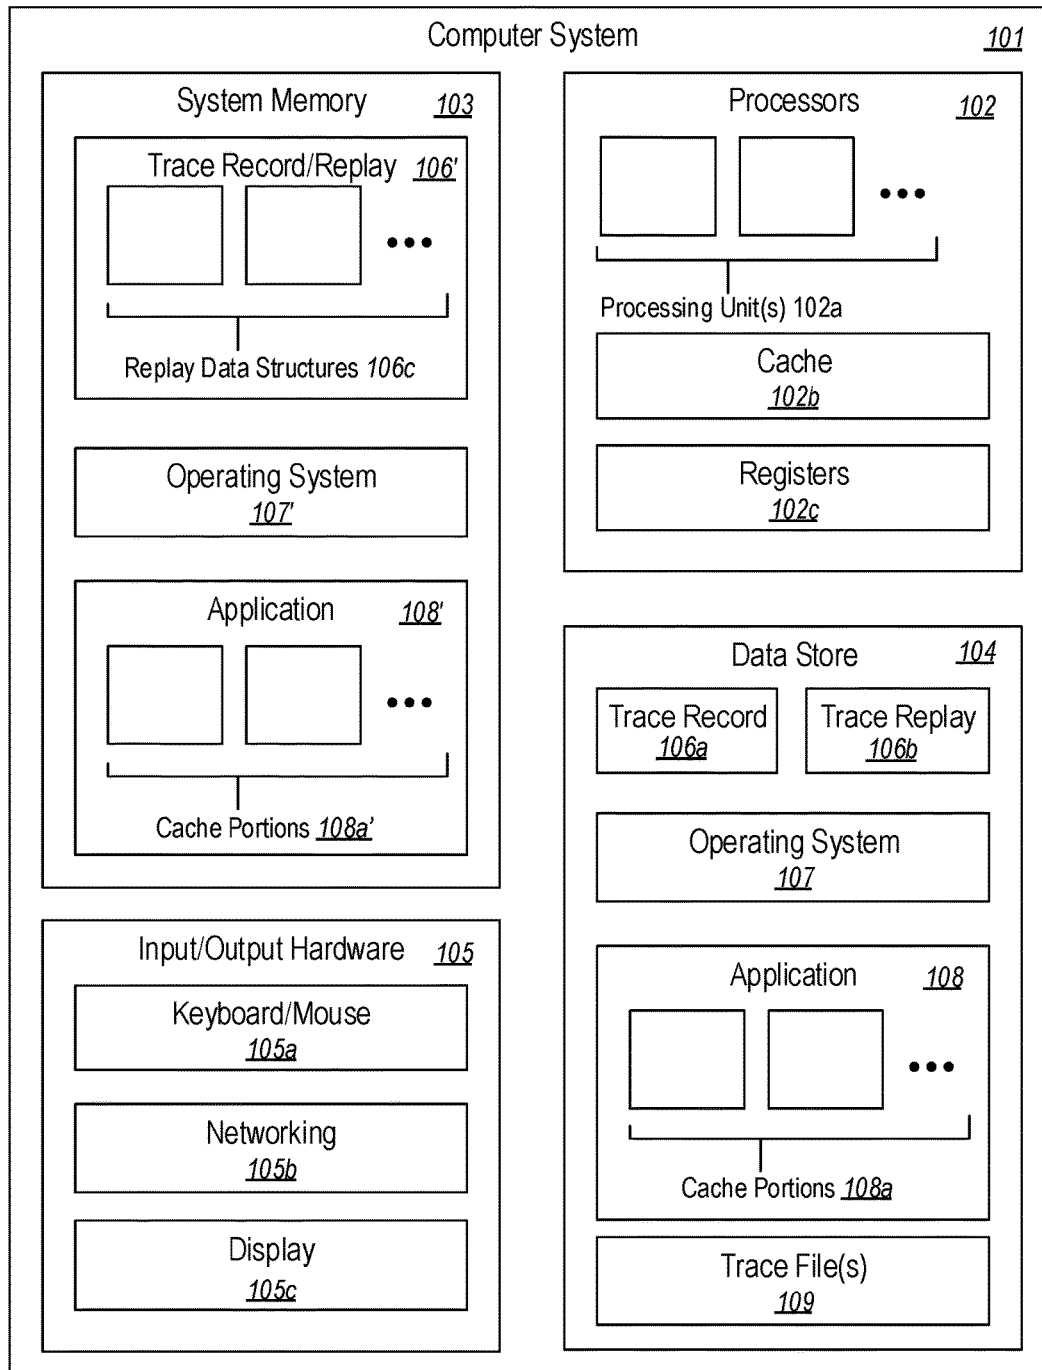 Computer System 101
System Memory 103
Trace Record/Replay 106'
Replay Data Structures 106c
Operating System
107'
Application 108'
Cache Portions 108a'
Input/Output Hardware 105
Keyboard/Mouse
105a
Networking
105b
Display
105c
Processors 102
Processing Unit(s) 102a
Cache
102b
Registers
102c
Data Store 104
Trace Record
106a
Trace Replay
106b
Operating System
107
Application 108
Cache Portions 108a
Trace File(s)
109